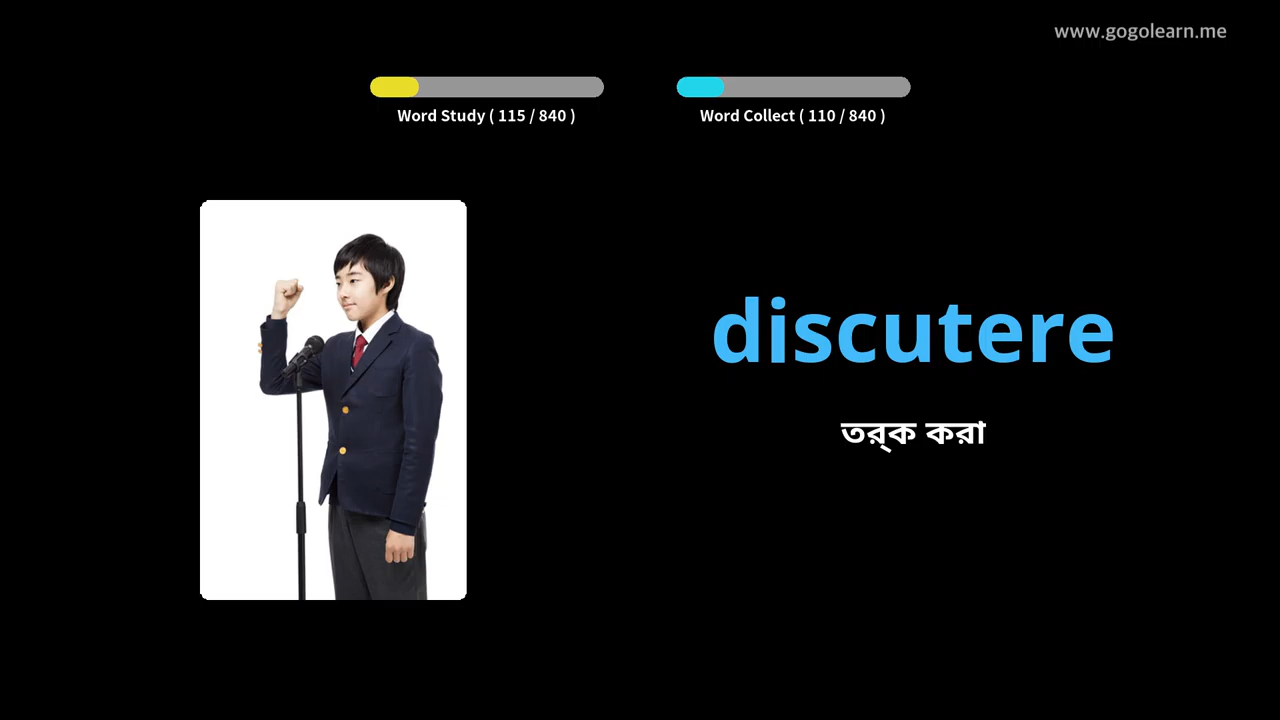 www.gogolearn.me
Word Study ( 115 / 840 )
Word Collect ( 110 / 840 )
discutere
তর্ক করা